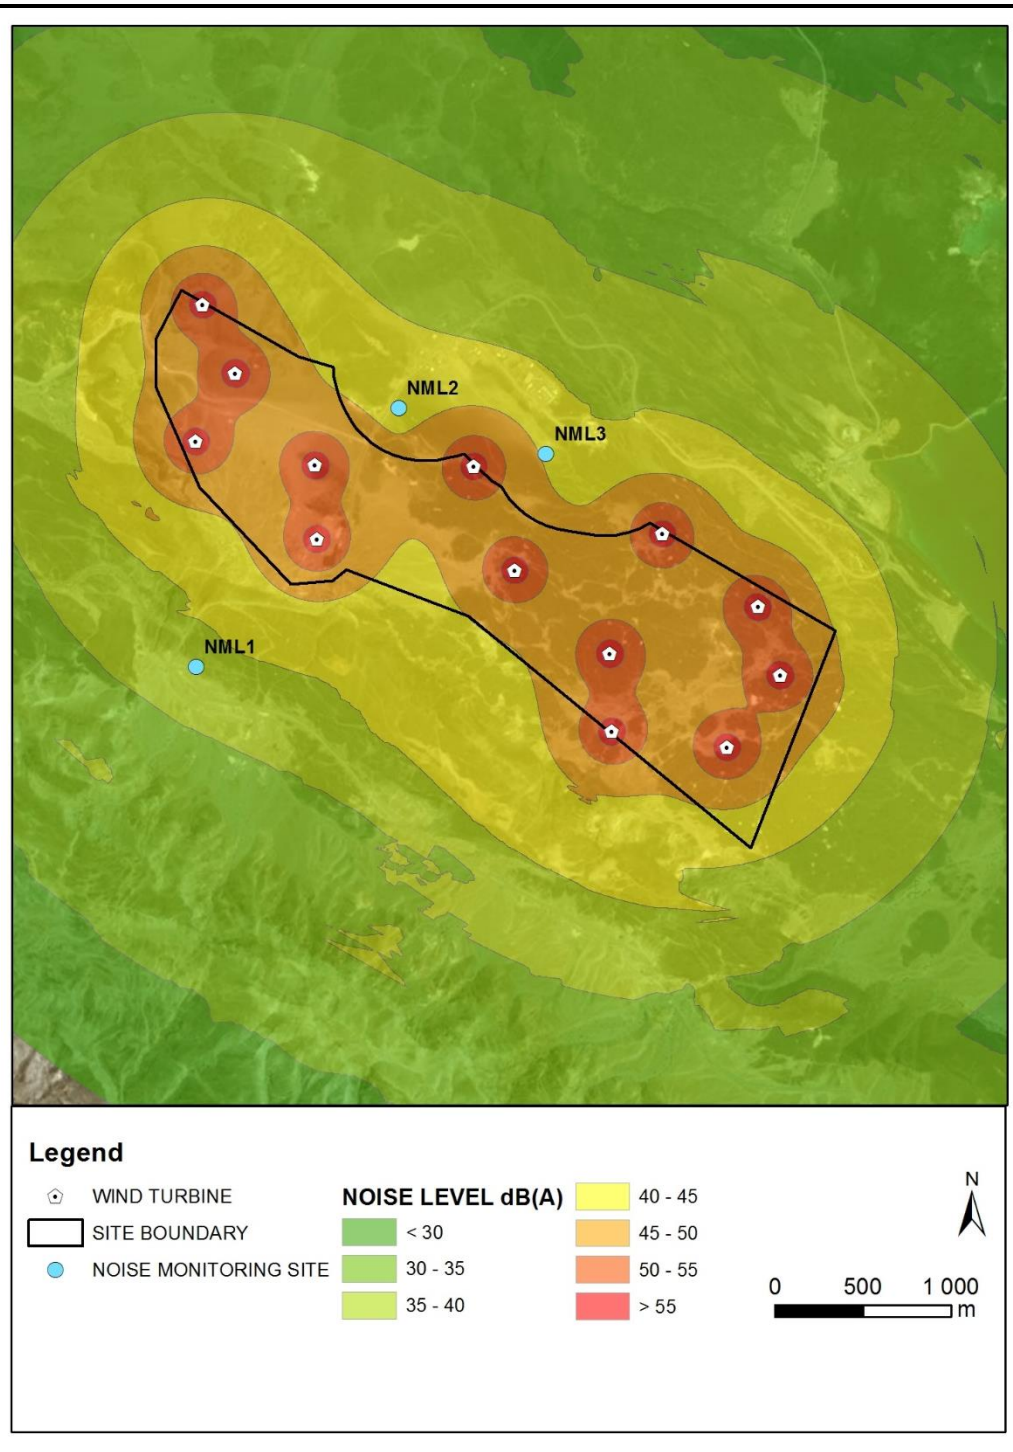 NML2
NML3
NML1
Legend
WIND TURBINE
SITE BOUNDARY
NOISE MONITORING SITE
NOISE LEVEL dB(A)
< 30
30 - 35
35 - 40
40 - 45
45 - 50
50 - 55
> 55
N
0 500 1 000
m